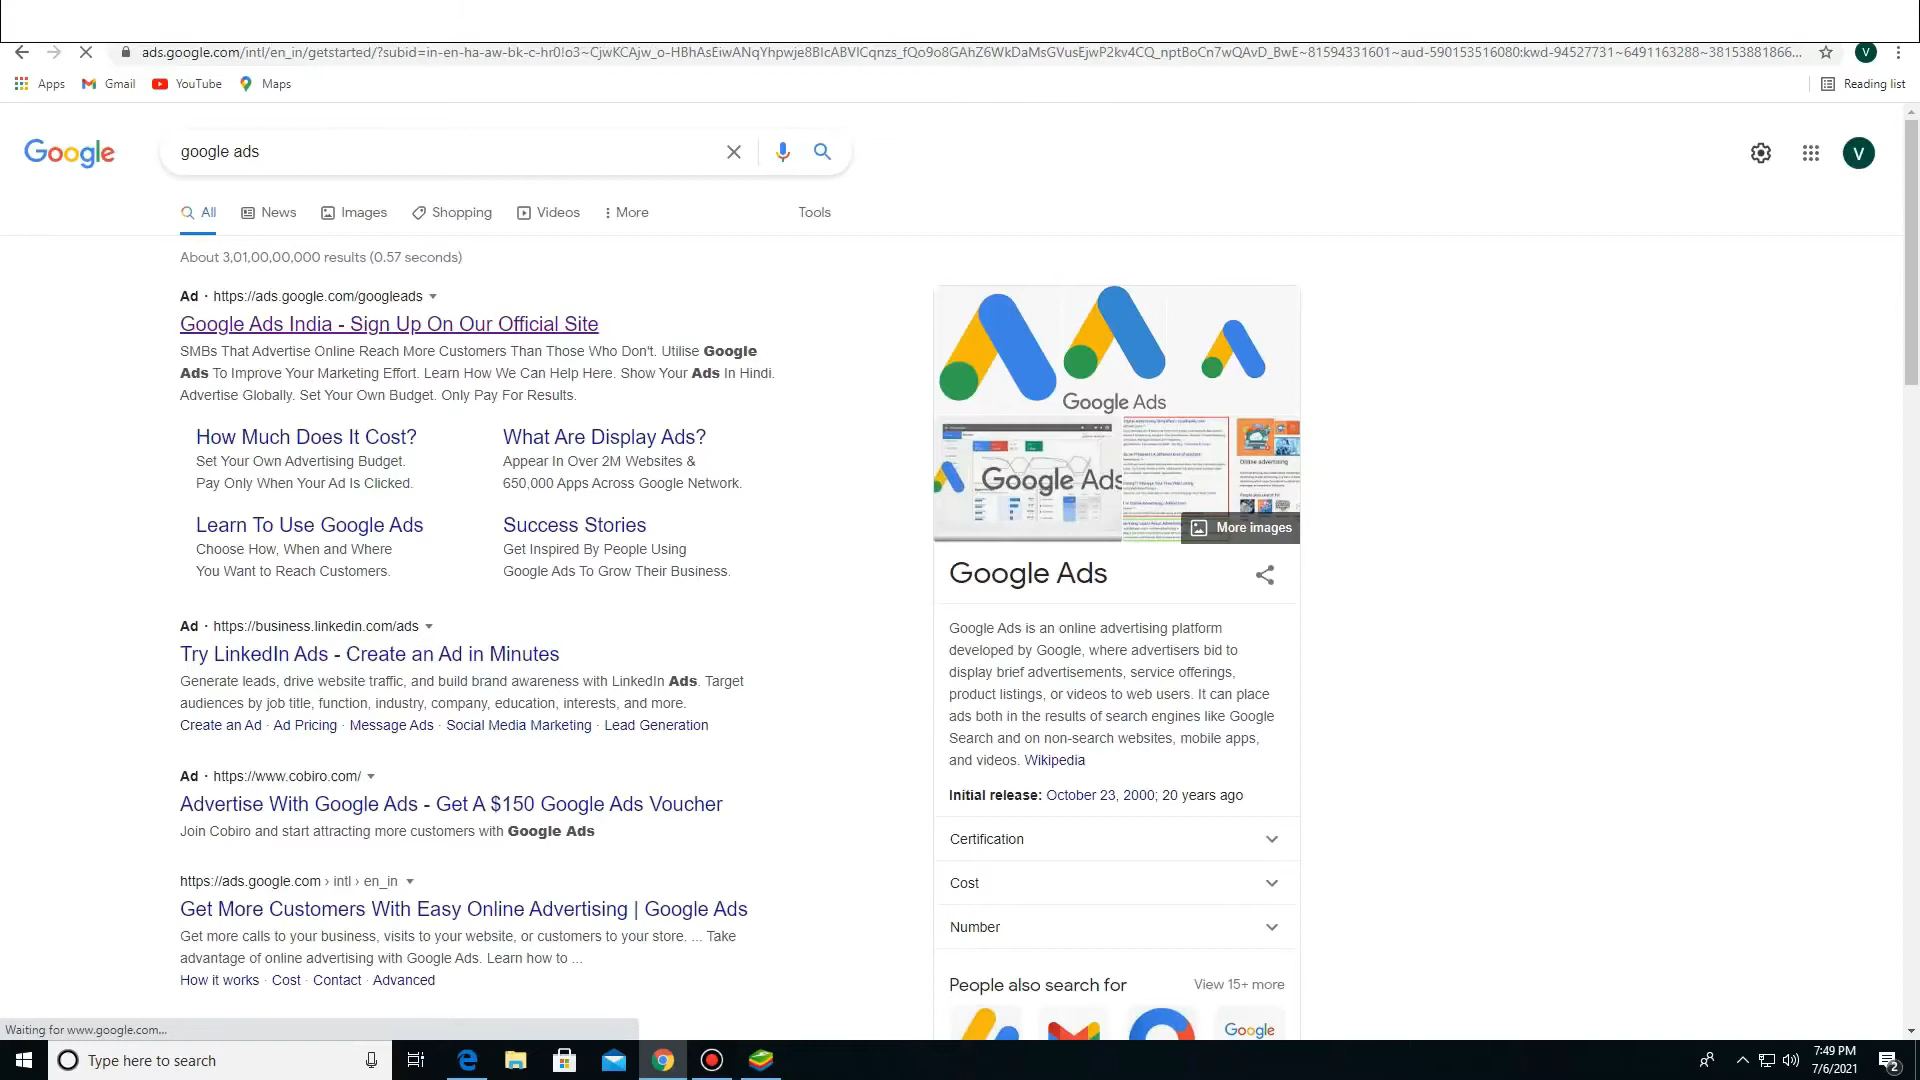 ads.google.com/intl/en_in/getstarted/?subid=in-en-ha-aw-bk-c-hr0!o3~CjwKCAjw_o-HBhAsEiwANqYhpwje8BIcABVlCqnzs_fQo9o8GAhZ6WkDaMsGVusEjwP2kv4CQ_nptBoCn7wQAvD_BwE~81594331601~aud-590153516080:kwd-94527731~6491163288~38153881866...
V
Apps Gmail YouTube Maps Reading list
Google google ads V
All News Images Shopping Videos More Tools
About 3,01,00,00,000 results (0.57 seconds)
Ad · https://ads.google.com/googleads
Google Ads India - Sign Up On Our Official Site
SMBs That Advertise Online Reach More Customers Than Those Who Don't. Utilise Google
Ads To Improve Your Marketing Effort. Learn How We Can Help Here. Show Your Ads In Hindi.
Advertise Globally. Set Your Own Budget. Only Pay For Results.
How Much Does It Cost?
Set Your Own Advertising Budget.
Pay Only When Your Ad Is Clicked.
What Are Display Ads?
Appear In Over 2M Websites &
650,000 Apps Across Google Network.
Learn To Use Google Ads
Choose How, When and Where
You Want to Reach Customers.
Success Stories
Get Inspired By People Using
Google Ads To Grow Their Business.
Ad · https://business.linkedin.com/ads
Try LinkedIn Ads - Create an Ad in Minutes
Generate leads, drive website traffic, and build brand awareness with LinkedIn Ads. Target
audiences by job title, function, industry, company, education, interests, and more.
Create an Ad · Ad Pricing · Message Ads · Social Media Marketing · Lead Generation
Ad · https://www.cobiro.com/
Advertise With Google Ads - Get A $150 Google Ads Voucher
Join Cobiro and start attracting more customers with Google Ads
https://ads.google.com › intl › en_in
Get More Customers With Easy Online Advertising | Google Ads
Get more calls to your business, visits to your website, or customers to your store. ... Take
advantage of online advertising with Google Ads. Learn how to ...
How it works · Cost · Contact · Advanced
Google Ads
Google Ads
Online advertising
More images
Google Ads
Google Ads is an online advertising platform
developed by Google, where advertisers bid to
display brief advertisements, service offerings,
product listings, or videos to web users. It can place
ads both in the results of search engines like Google
Search and on non-search websites, mobile apps,
and videos. Wikipedia
Initial release: October 23, 2000; 20 years ago
Certification
Cost
Number
People also search for View 15+ more
Google
Waiting for www.google.com...
Type here to search
7:49 PM
7/6/2021
2